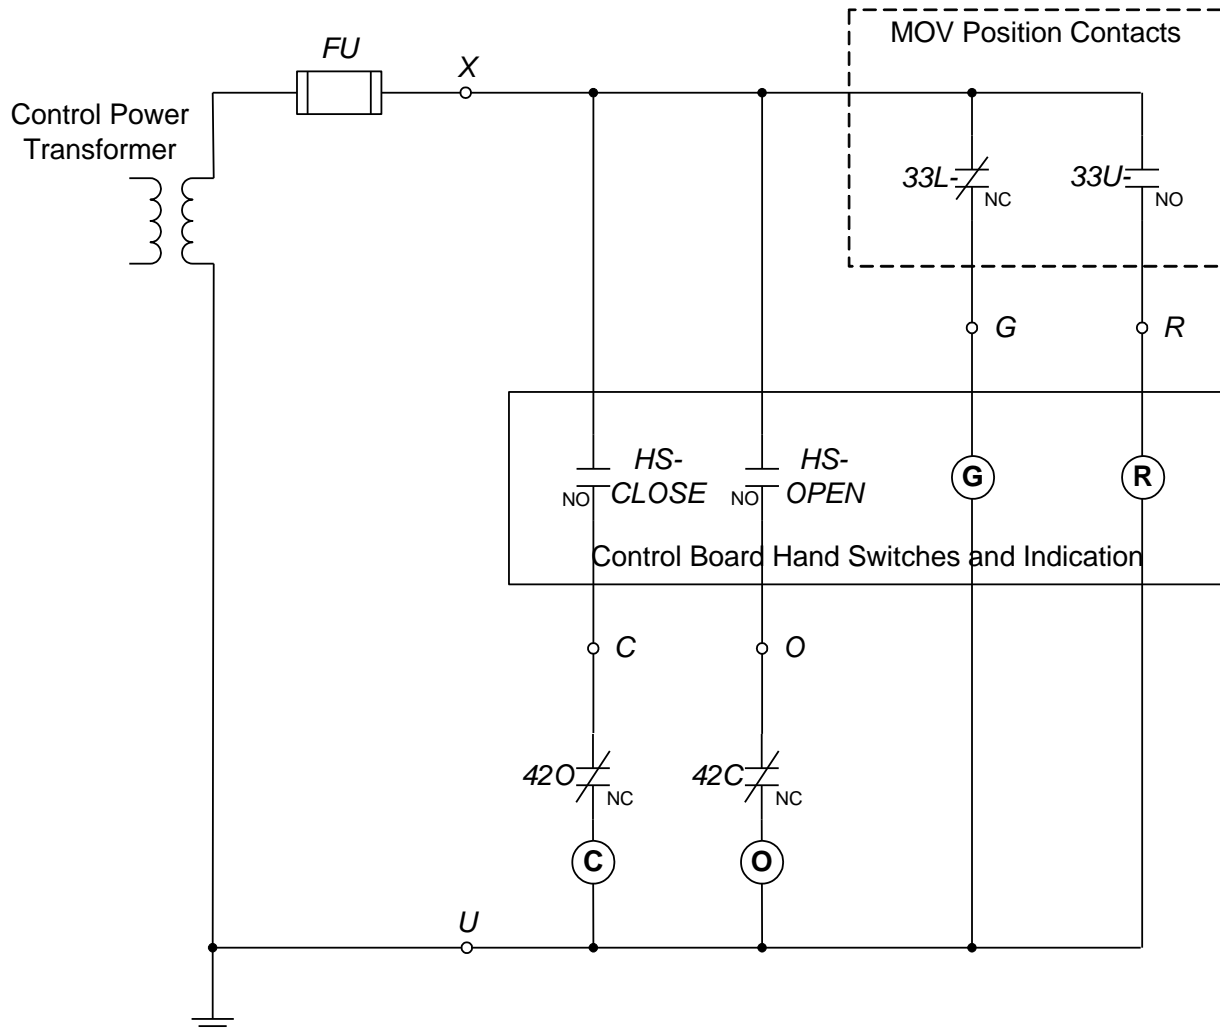 MOV Position Contacts
FU
X
Control Power
Transformer
33L-
NC
33U-
NO
G
R
HS-
CLOSE
NO
HS-
OPEN
NO
G
R
Control Board Hand Switches and Indication
C
O
42O
NC
42C
NC
C
O
U